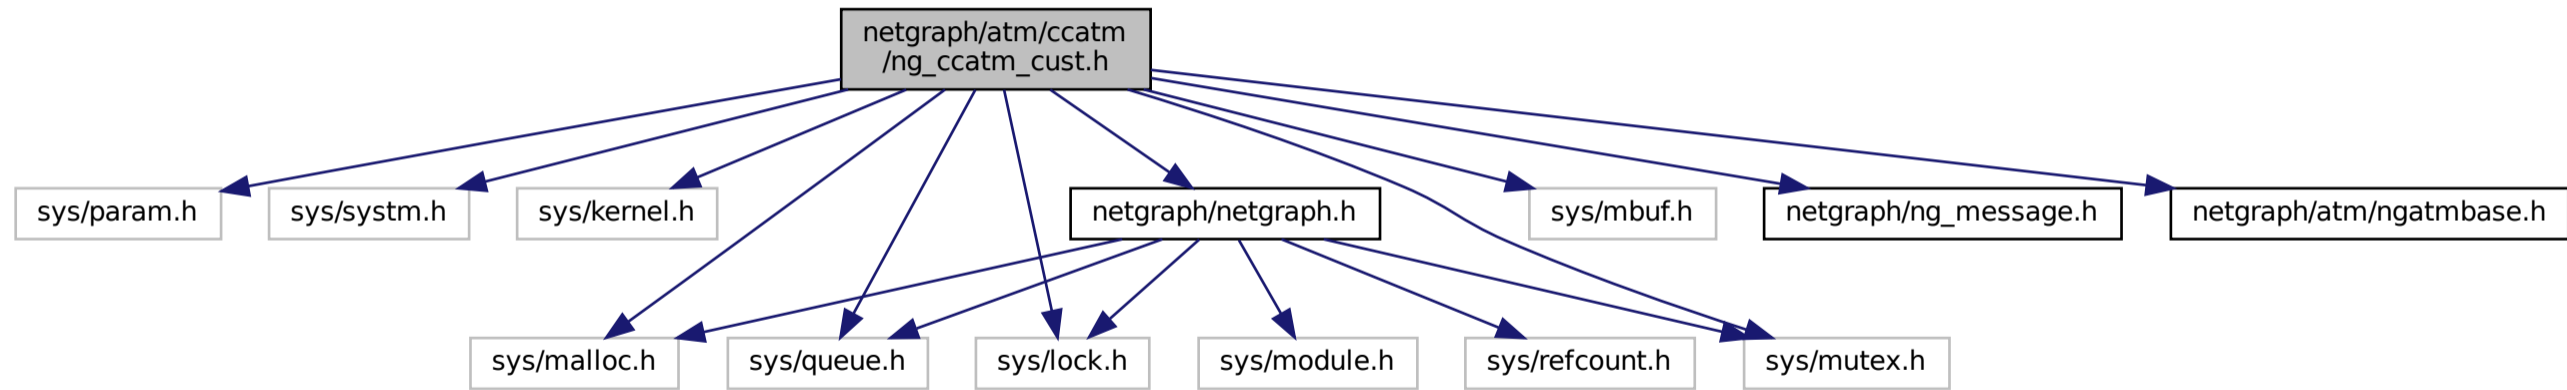 netgraph/atm/ccatm
/ng_ccatm_cust.h
sys/param.h
sys/systm.h
sys/kernel.h
netgraph/netgraph.h
sys/mbuf.h
netgraph/ng_message.h
netgraph/atm/ngatmbase.h
sys/malloc.h
sys/queue.h
sys/lock.h
sys/module.h
sys/refcount.h
sys/mutex.h